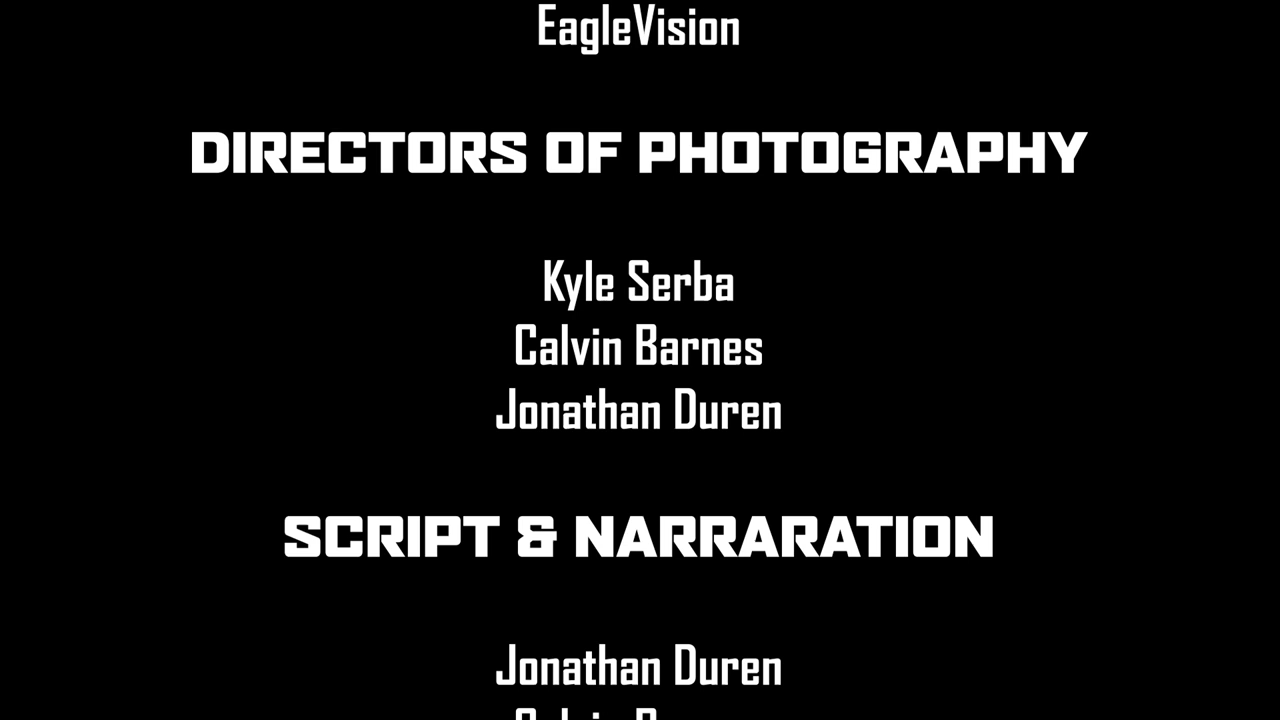 EagleVision
DIRECTORS OF PHOTOGRAPHY
Kyle Serba
Calvin Barnes
Jonathan Duren
SCRIPT & NARRARATION
Jonathan Duren